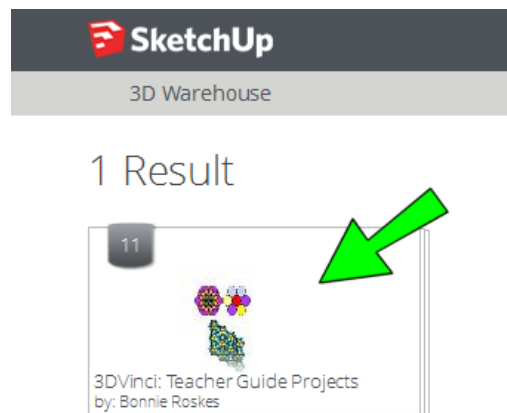 SketchUp
3D Warehouse
1 Result
11
3DVinci: Teacher Guide Projects
by: Bonnie Roskes